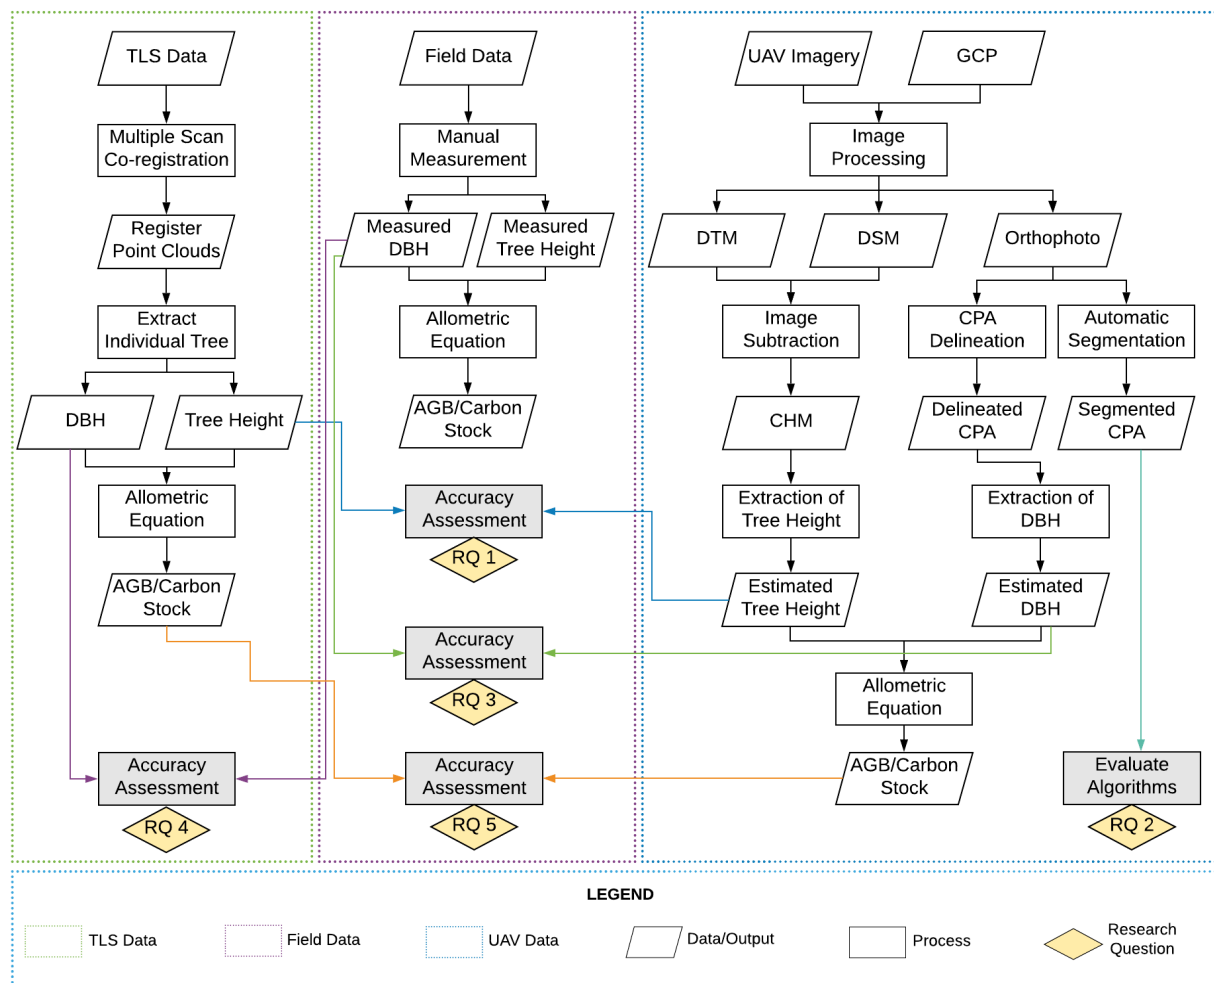 TLS Data
Multiple Scan
Co-registration
Register
Point Clouds
Extract
Individual Tree
DBH
Tree Height
Allometric
Equation
AGB/Carbon
Stock
Accuracy
Assessment
RQ 4
Field Data
Manual
Measurement
Measured
DBH
Measured
Tree Height
Allometric
Equation
AGB/Carbon
Stock
Accuracy
Assessment
RQ 1
Accuracy
Assessment
RQ 3
Accuracy
Assessment
RQ 5
UAV Imagery
GCP
Image
Processing
DTM
DSM
Orthophoto
Image
Subtraction
CPA
Delineation
Automatic
Segmentation
CHM
Delineated
CPA
Segmented
CPA
Extraction of
Tree Height
Extraction of
DBH
Estimated
Tree Height
Estimated
DBH
Allometric
Equation
AGB/Carbon
Stock
Evaluate
Algorithms
RQ 2
LEGEND
TLS Data
Field Data
UAV Data
Data/Output
Process
Research
Question